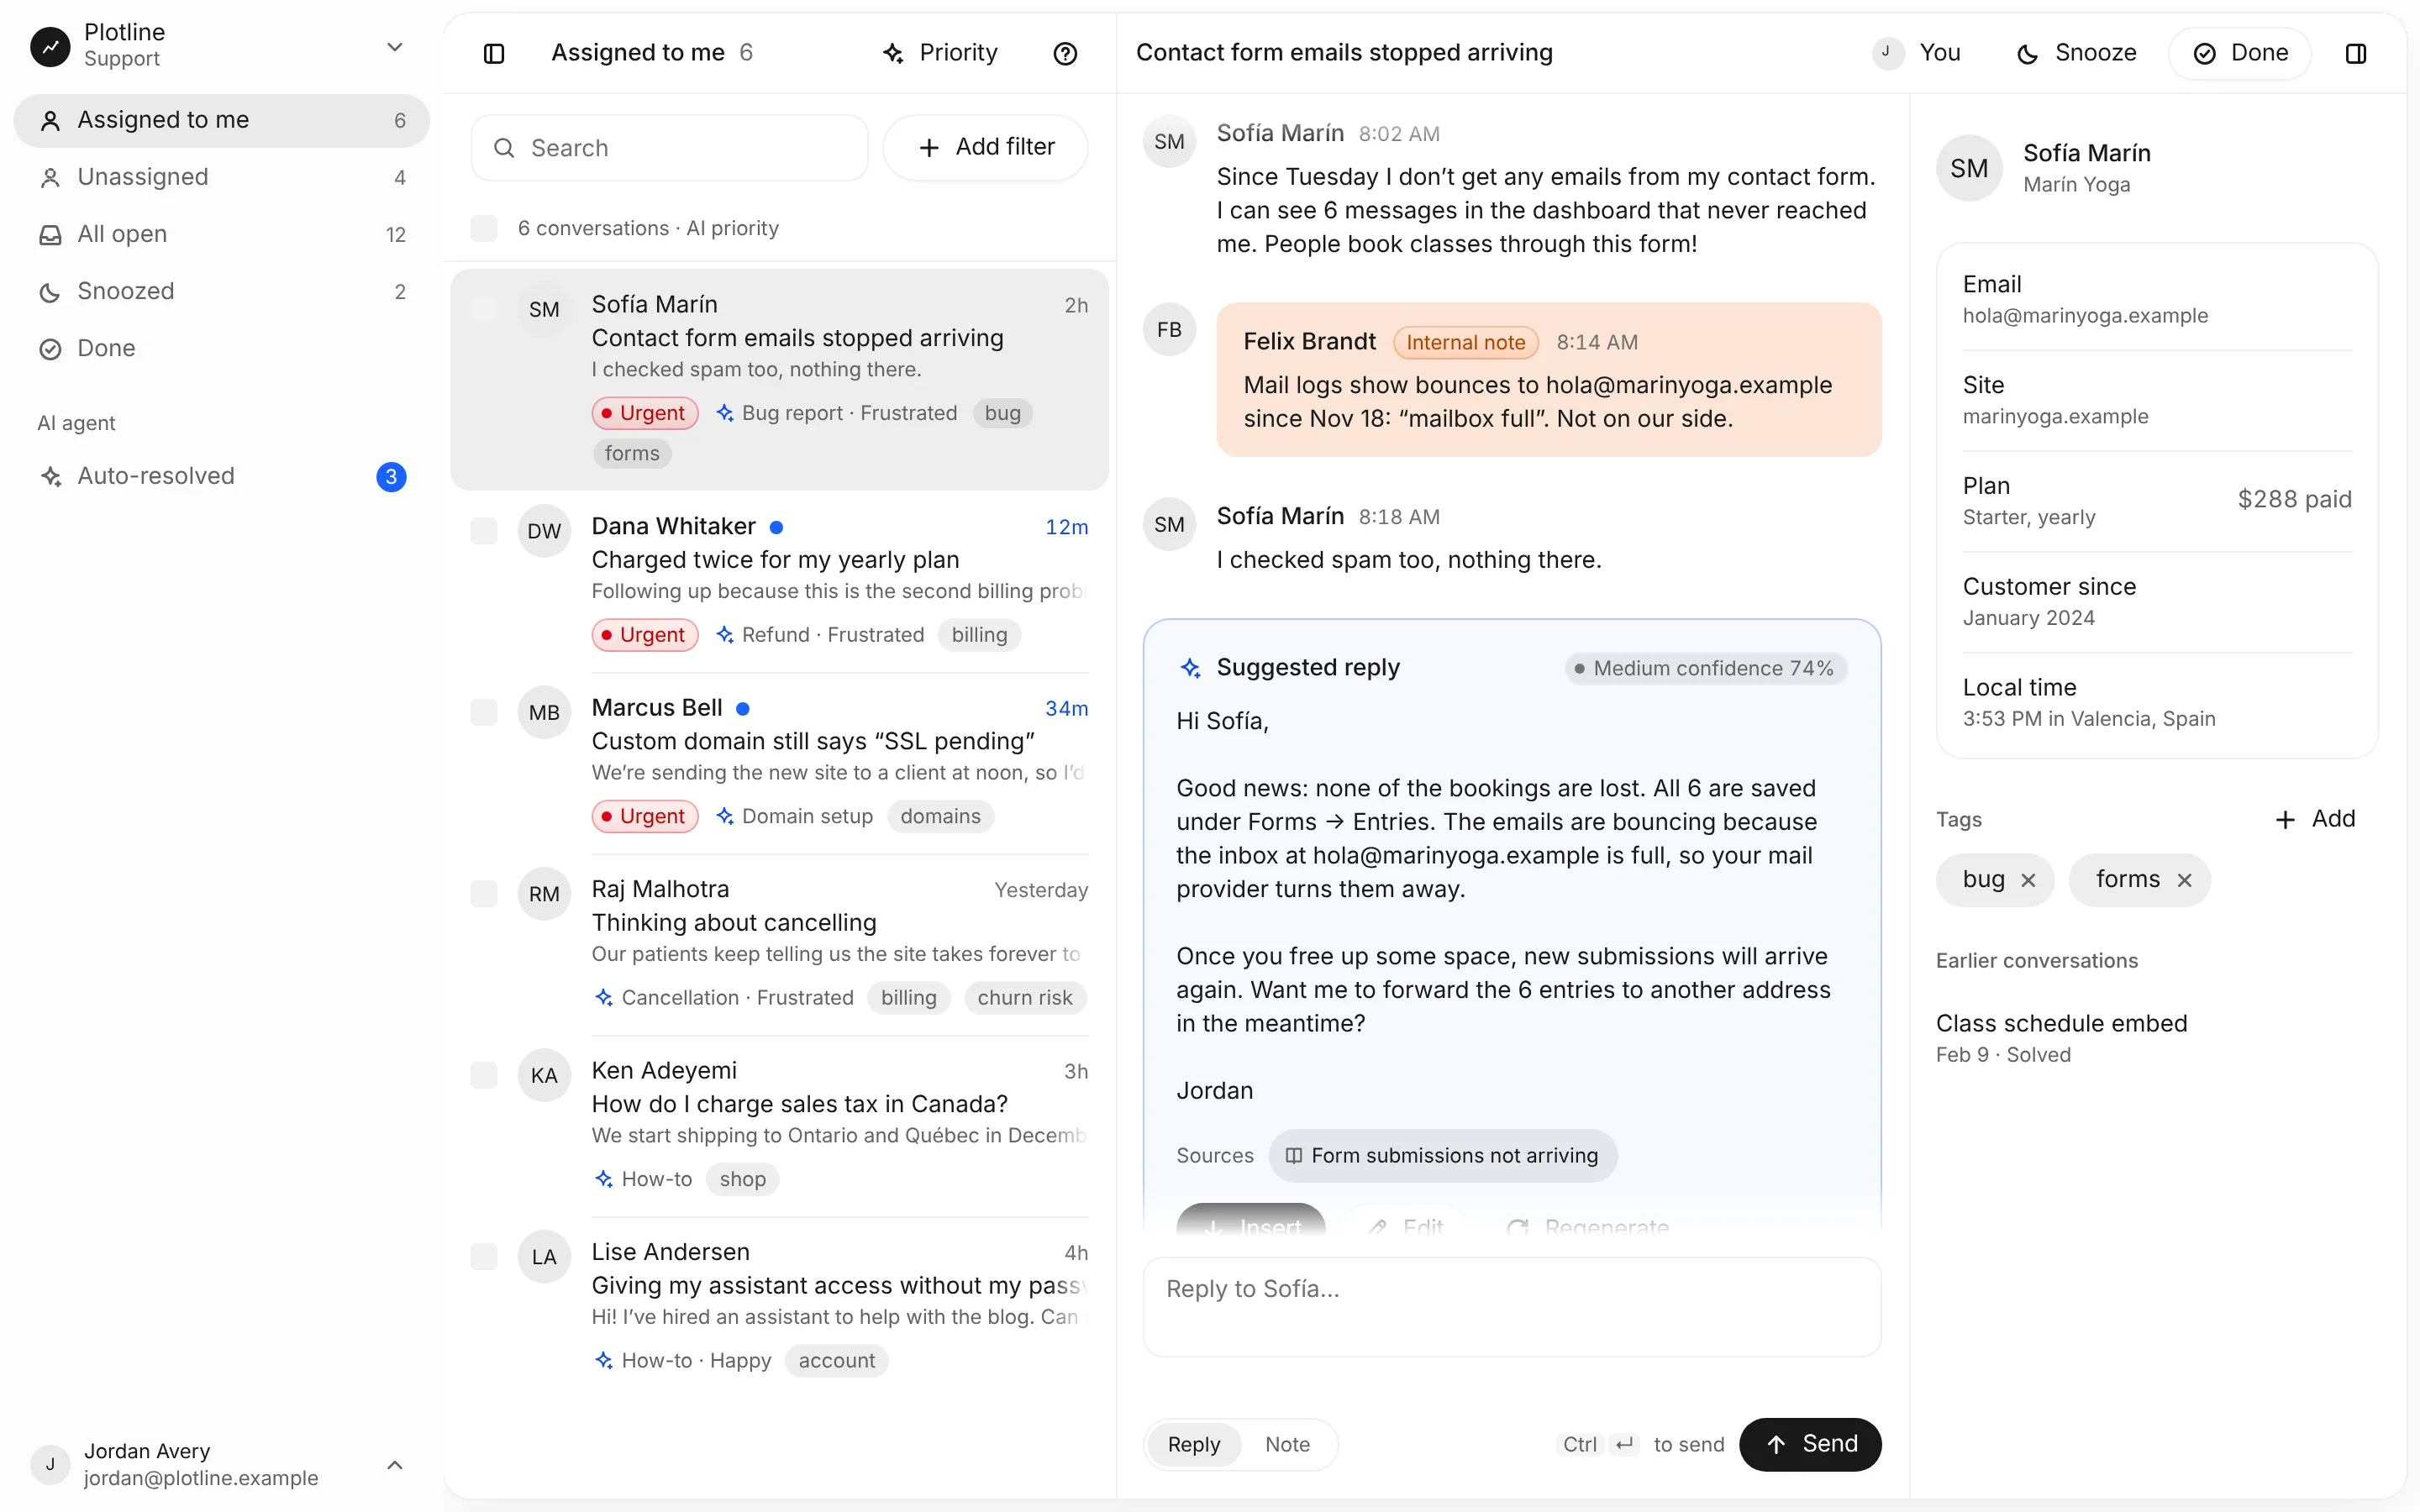 Plotline
Support
Assigned to me 6
Unassigned 4
All open 12
Snoozed 2
Done
AI agent
Auto-resolved 3
Jordan Avery
J
jordan@plotline.example
Assigned to me 6
Priority
Search
Add filter
6 conversations · AI priority
SM
Sofía Marín 2h
Contact form emails stopped arriving
I checked spam too, nothing there.
Urgent Bug report · Frustrated bug
forms
DW
Dana Whitaker 12m
Charged twice for my yearly plan
Following up because this is the second billing prob
Urgent Refund · Frustrated billing
MB
Marcus Bell 34m
Custom domain still says “SSL pending”
We’re sending the new site to a client at noon, so I’d
Urgent Domain setup domains
RM
Raj Malhotra Yesterday
Thinking about cancelling
Our patients keep telling us the site takes forever to
Cancellation · Frustrated billing churn risk
KA
Ken Adeyemi 3h
How do I charge sales tax in Canada?
We start shipping to Ontario and Québec in Decemb
How-to shop
LA
Lise Andersen 4h
Giving my assistant access without my passw
Hi! I’ve hired an assistant to help with the blog. Can
How-to · Happy account
Contact form emails stopped arriving
J You
Snooze
Done
SM
Sofía Marín 8:02 AM
Since Tuesday I don’t get any emails from my contact form.
I can see 6 messages in the dashboard that never reached
me. People book classes through this form!
FB
Felix Brandt Internal note 8:14 AM
Mail logs show bounces to hola@marinyoga.example
since Nov 18: “mailbox full”. Not on our side.
SM
Sofía Marín 8:18 AM
I checked spam too, nothing there.
Suggested reply Medium confidence 74%
Hi Sofía,
Good news: none of the bookings are lost. All 6 are saved
under Forms → Entries. The emails are bouncing because
the inbox at hola@marinyoga.example is full, so your mail
provider turns them away.
Once you free up some space, new submissions will arrive
again. Want me to forward the 6 entries to another address
in the meantime?
Jordan
Sources Form submissions not arriving
Insert Edit Regenerate
Reply to Sofía...
Reply Note
Ctrl ↵ to send Send
SM
Sofía Marín
Marín Yoga
Email
hola@marinyoga.example
Site
marinyoga.example
Plan
Starter, yearly
$288 paid
Customer since
January 2024
Local time
3:53 PM in Valencia, Spain
Tags Add
bug forms
Earlier conversations
Class schedule embed
Feb 9 · Solved